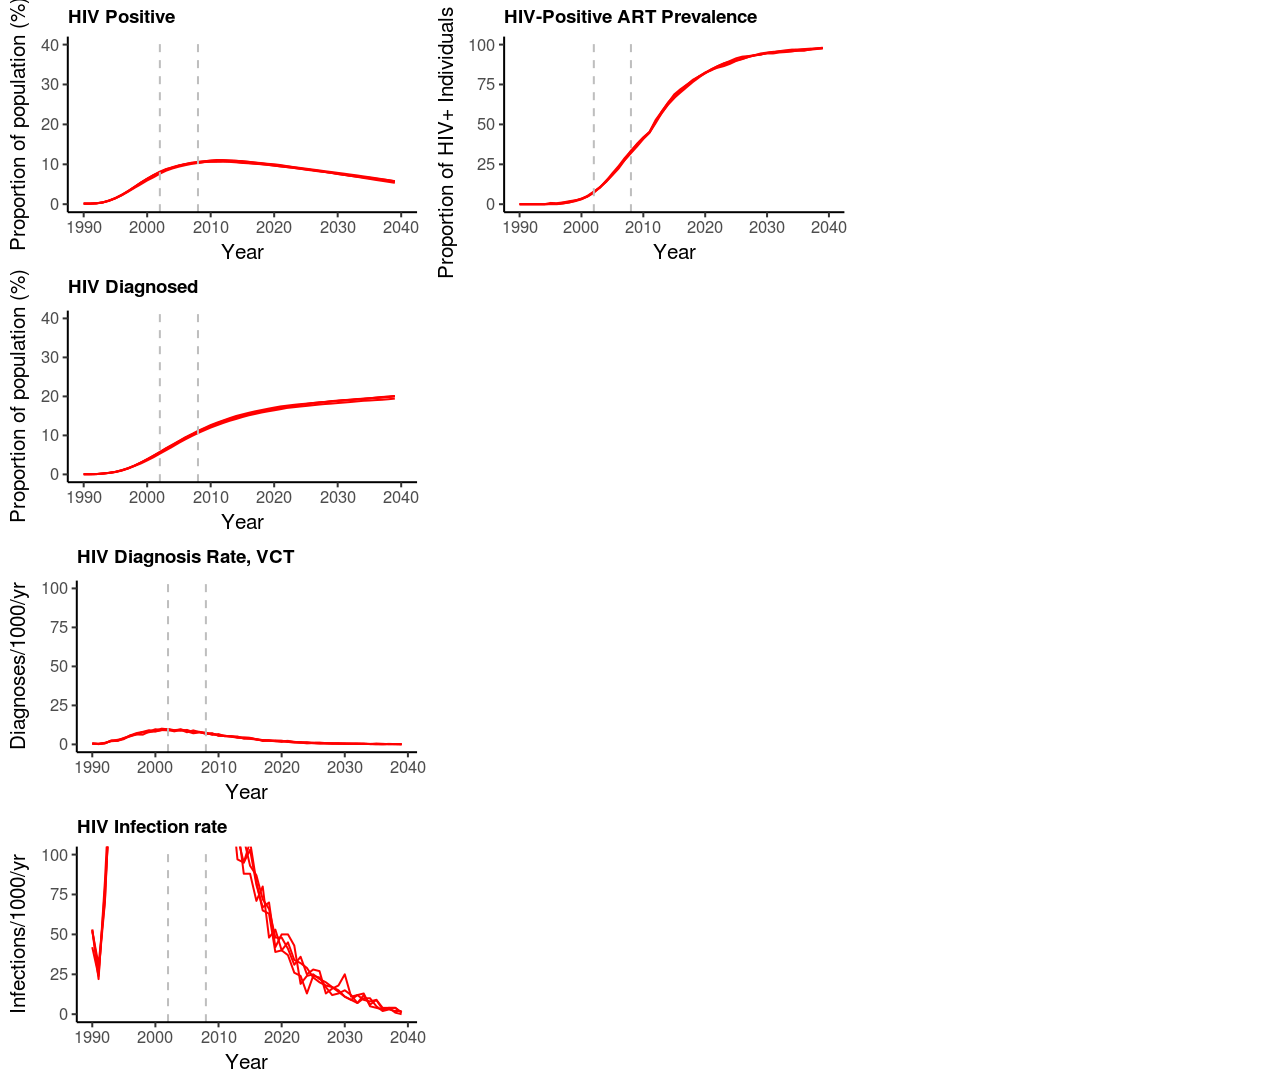 HIV Positive
Proportion of population (%)
40
30
20
10
0
1990 2000 2010 2020 2030 2040
Year
HIV-Positive ART Prevalence
Proportion of HIV+ Individuals
100
75
50
25
0
1990 2000 2010 2020 2030 2040
Year
HIV Diagnosed
Proportion of population (%)
40
30
20
10
0
1990 2000 2010 2020 2030 2040
Year
HIV Diagnosis Rate, VCT
Diagnoses/1000/yr
100
75
50
25
0
1990 2000 2010 2020 2030 2040
Year
HIV Infection rate
Infections/1000/yr
100
75
50
25
0
1990 2000 2010 2020 2030 2040
Year